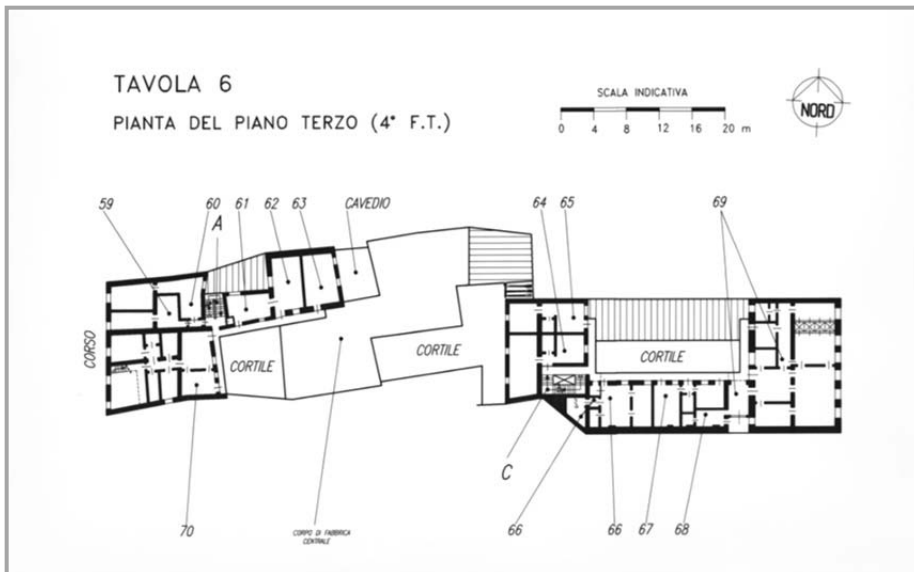 TAVOLA 6
PIANTA DEL PIANO TERZO (4° F.T.)
SCALA INDICATIVA
0 4 8 12 16 20 m
NORD
59 60 61 62 63 CAVEDIO 64 65 69
A
CORSO
CORTILE
CORTILE
CORTILE
C
70
CORPO DI FABBRICA
CENTRALE
66 66 67 68